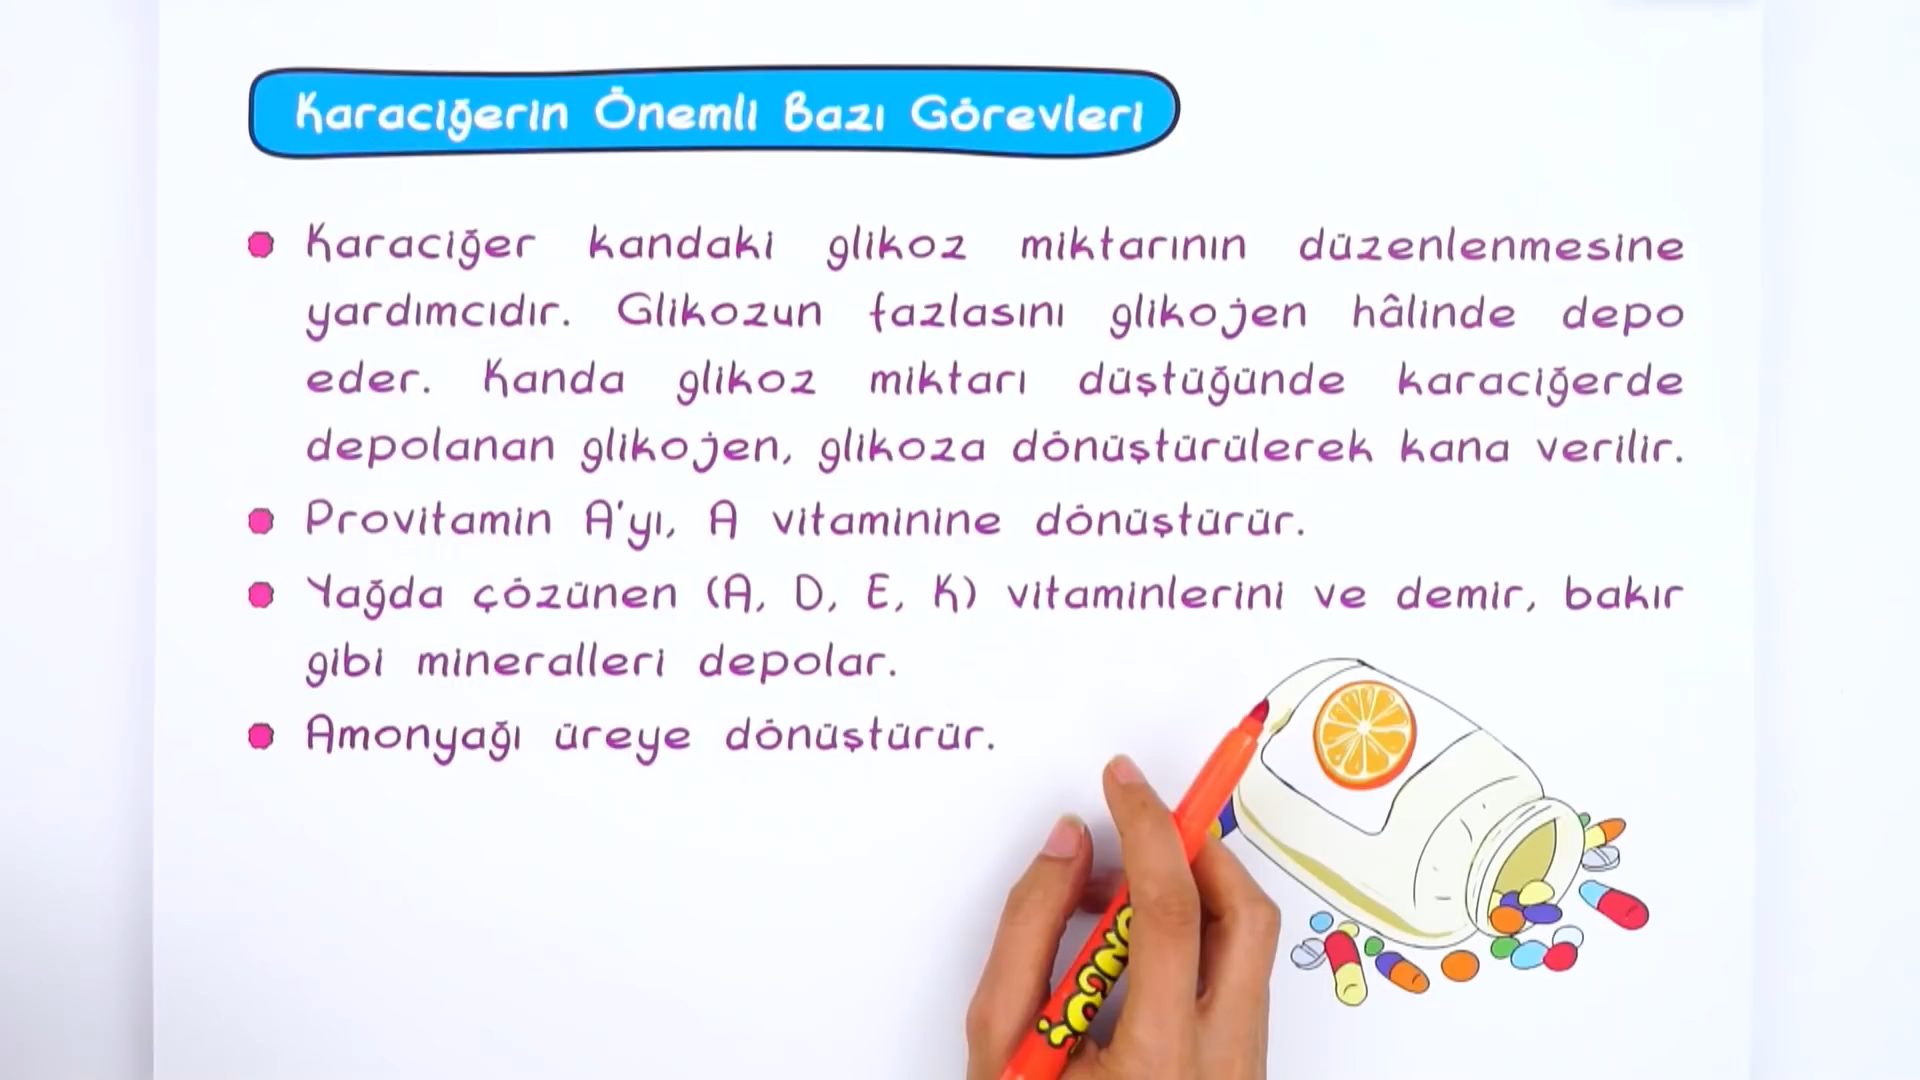 Karaciğerin Önemli Bazı Görevleri
Karaciğer kandaki glikoz miktarının düzenlenmesine
yardımcıdır. Glikozun fazlasını glikojen hâlinde depo
eder. Kanda glikoz miktarı düştüğünde karaciğerde
depolanan glikojen, glikoza dönüştürülerek kana verilir.
Provitamin A'yı, A vitaminine dönüştürür.
Yağda çözünen (A, D, E, K) vitaminlerini ve demir, bakır
gibi mineralleri depolar.
Amonyağı üreye dönüştürür.